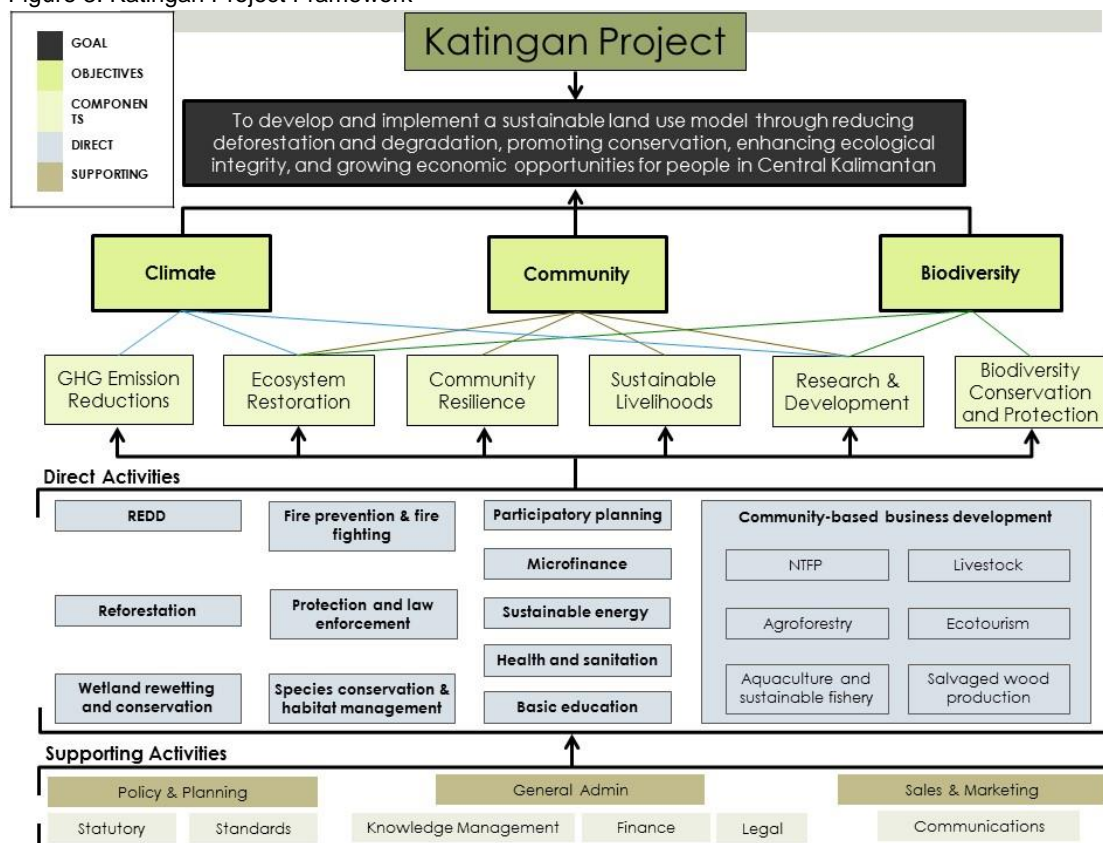 Figure Katingan Project Framework
GOAL
OBJECTIVES
COMPONEN
TS
DIRECT
SUPPORTING
Katingan Project
To develop and implement a sustainable land use model through reducing
deforestation and degradation, promoting conservation, enhancing ecological
integrity, and growing economic opportunities for people in Central Kalimantan
Climate
Community
Biodiversity
GHG Emission
Reductions
Ecosystem
Restoration
Community
Resilience
Sustainable
Livelihoods
Research &
Development
Biodiversity
Conservation
and Protection
Direct Activities
REDD
Reforestation
Wetland rewetting
and conservation
Fire prevention & fire
fighting
Protection and law
enforcement
Species conservation &
habitat management
Participatory planning
Microfinance
Sustainable energy
Health and sanitation
Basic education
Community-based business development
NTFP
Livestock
Agroforestry
Ecotourism
Aquaculture and
sustainable fishery
Salvaged wood
production
Supporting Activities
Policy & Planning
General Admin
Sales & Marketing
Statutory
Standards
Knowledge Management
Finance
Legal
Communications